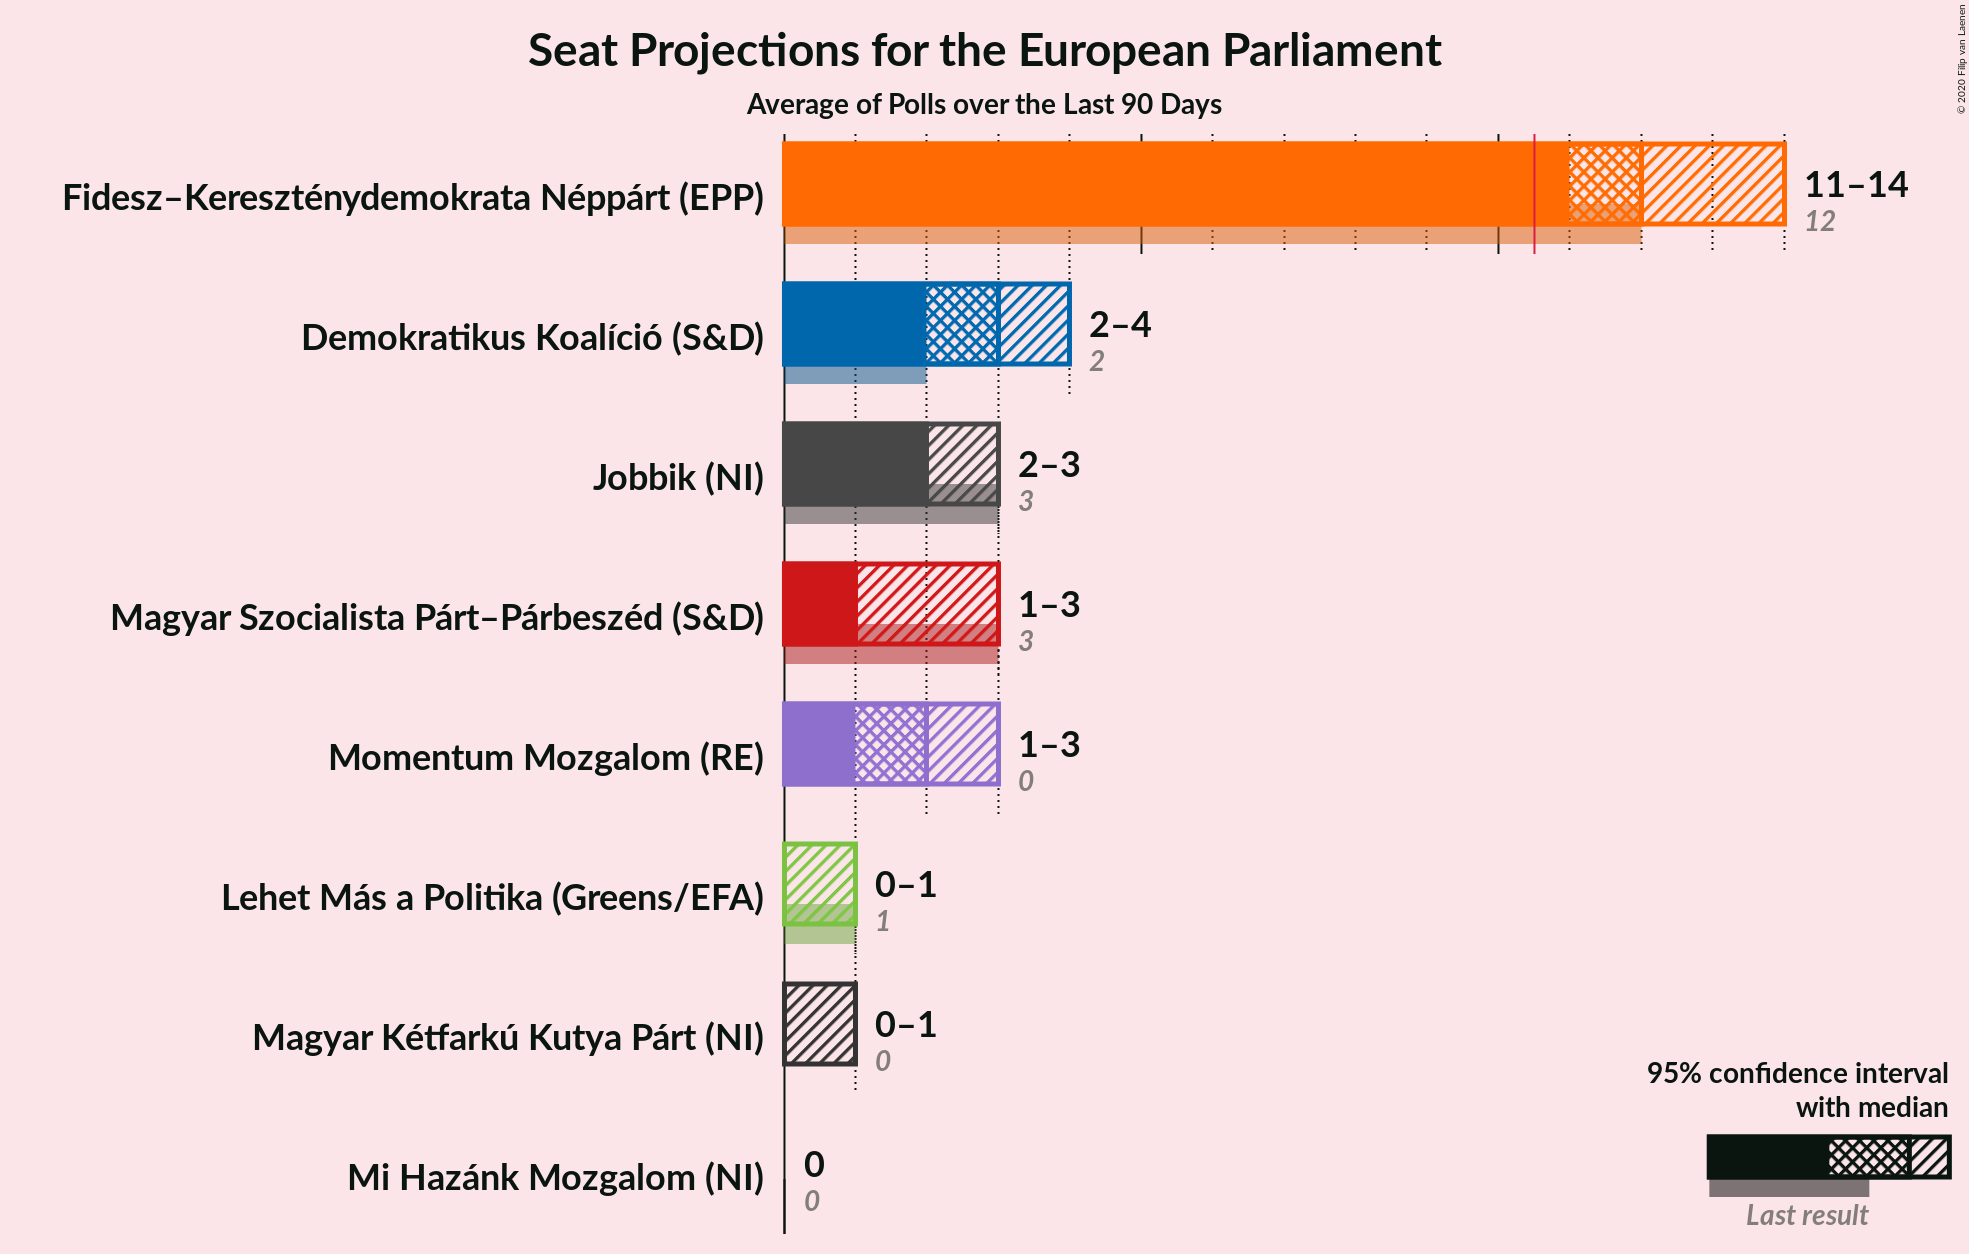 Seat Projections for the European Parliament
Average of Polls over the Last 90 Days
© 2020 Filip van Laenen
Fidesz–Kereszténydemokrata Néppárt (EPP)
11–14
12
Demokratikus Koalíció (S&D)
2–4
2
Jobbik (NI)
2–3
3
Magyar Szocialista Párt–Párbeszéd (S&D)
1–3
3
Momentum Mozgalom (RE)
1–3
0
Lehet Más a Politika (Greens/EFA)
0–1
1
Magyar Kétfarkú Kutya Párt (NI)
0–1
0
Mi Hazánk Mozgalom (NI)
0
0
95% confidence interval
with median
Last result